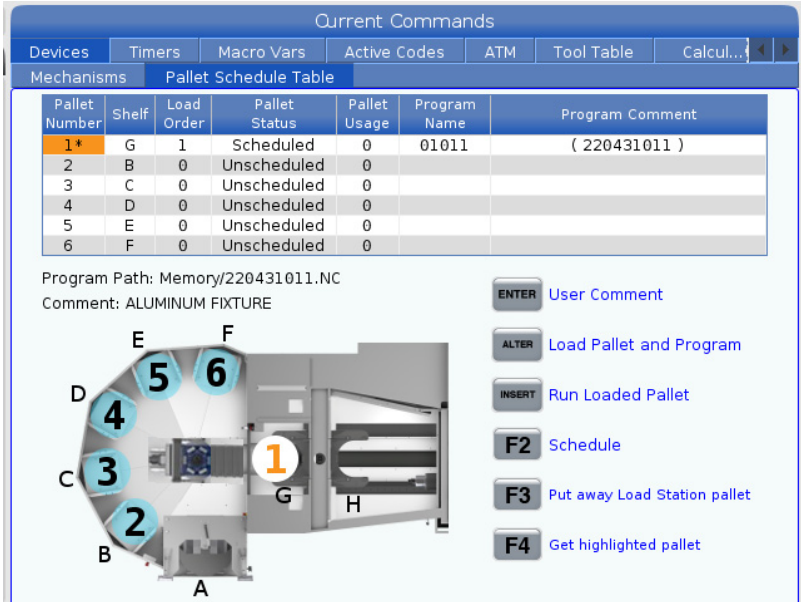 Current Commands
Devices Timers Macro Vars Active Codes ATM Tool Table Calcul...
Mechanisms Pallet Schedule Table
Pallet Number Shelf Load Order Pallet Status Pallet Usage Program Name Program Comment
1* G 1 Scheduled 0 01011 ( 220431011 )
2 B 0 Unscheduled 0
3 C 0 Unscheduled 0
4 D 0 Unscheduled 0
5 E 0 Unscheduled 0
6 F 0 Unscheduled 0
Program Path: Memory/220431011.NC
Comment: ALUMINUM FIXTURE
ENTER User Comment
ALTER Load Pallet and Program
INSERT Run Loaded Pallet
F2 Schedule
F3 Put away Load Station pallet
F4 Get highlighted pallet
E F
5 6
D 4
C 3
1
G H
2
B
A